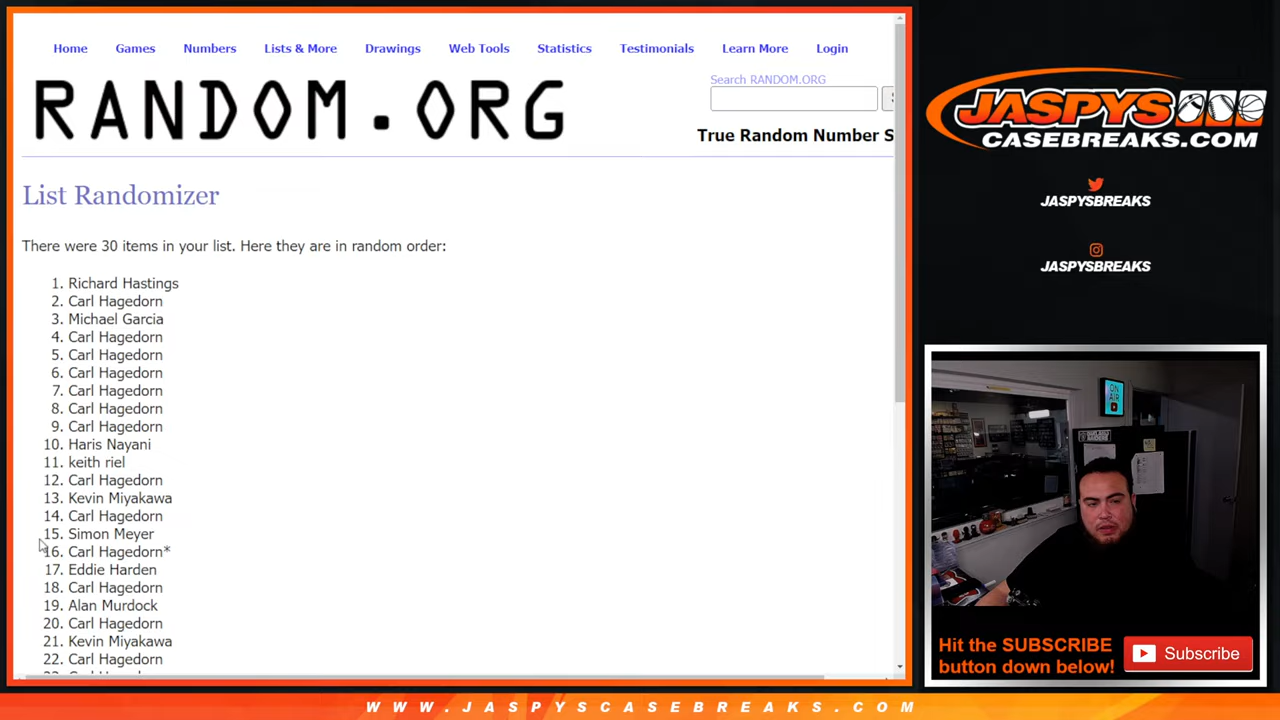 Home Games Numbers Lists & More Drawings Web Tools Statistics Testimonials Learn More Login
RANDOM.ORG
Search RANDOM.ORG
True Random Number S
List Randomizer
There were 30 items in your list. Here they are in random order:
1. Richard Hastings
2. Carl Hagedorn
3. Michael Garcia
4. Carl Hagedorn
5. Carl Hagedorn
6. Carl Hagedorn
7. Carl Hagedorn
8. Carl Hagedorn
9. Carl Hagedorn
10. Haris Nayani
11. keith riel
12. Carl Hagedorn
13. Kevin Miyakawa
14. Carl Hagedorn
15. Simon Meyer
16. Carl Hagedorn*
17. Eddie Harden
18. Carl Hagedorn
19. Alan Murdock
20. Carl Hagedorn
21. Kevin Miyakawa
22. Carl Hagedorn
JASPYS
CASEBREAKS.COM
JASPYSBREAKS
JASPYSBREAKS
ON
AIR
Hit the SUBSCRIBE
button down below!
Subscribe
WWW.JASPYSCASEBREAKS.COM